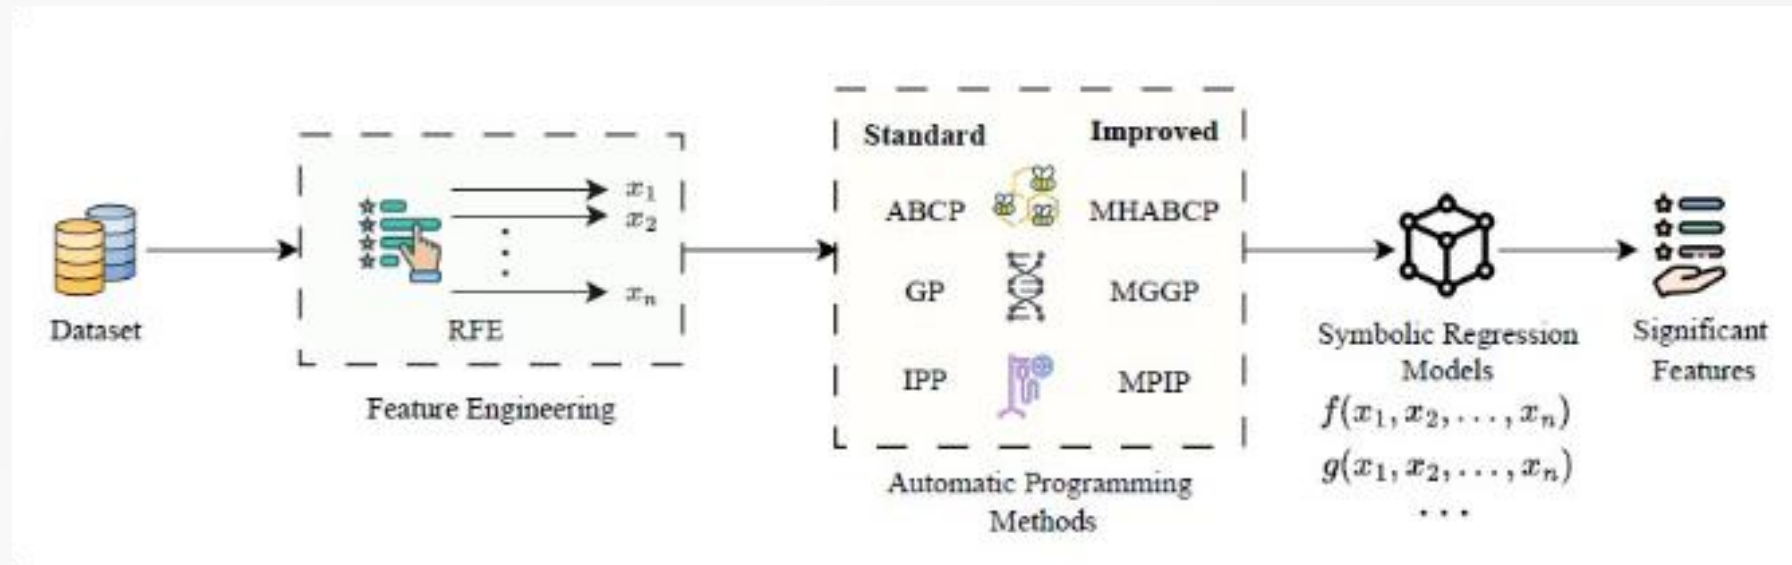 Dataset
x₁
x₂
xₙ
RFE
Feature Engineering
Standard Improved
ABCP MHABCP
GP MGGP
IPP MPIP
Automatic Programming
Methods
Symbolic Regression
Models
f(x₁, x₂, . . . , xₙ)
g(x₁, x₂, . . . , xₙ)
. . .
Significant
Features